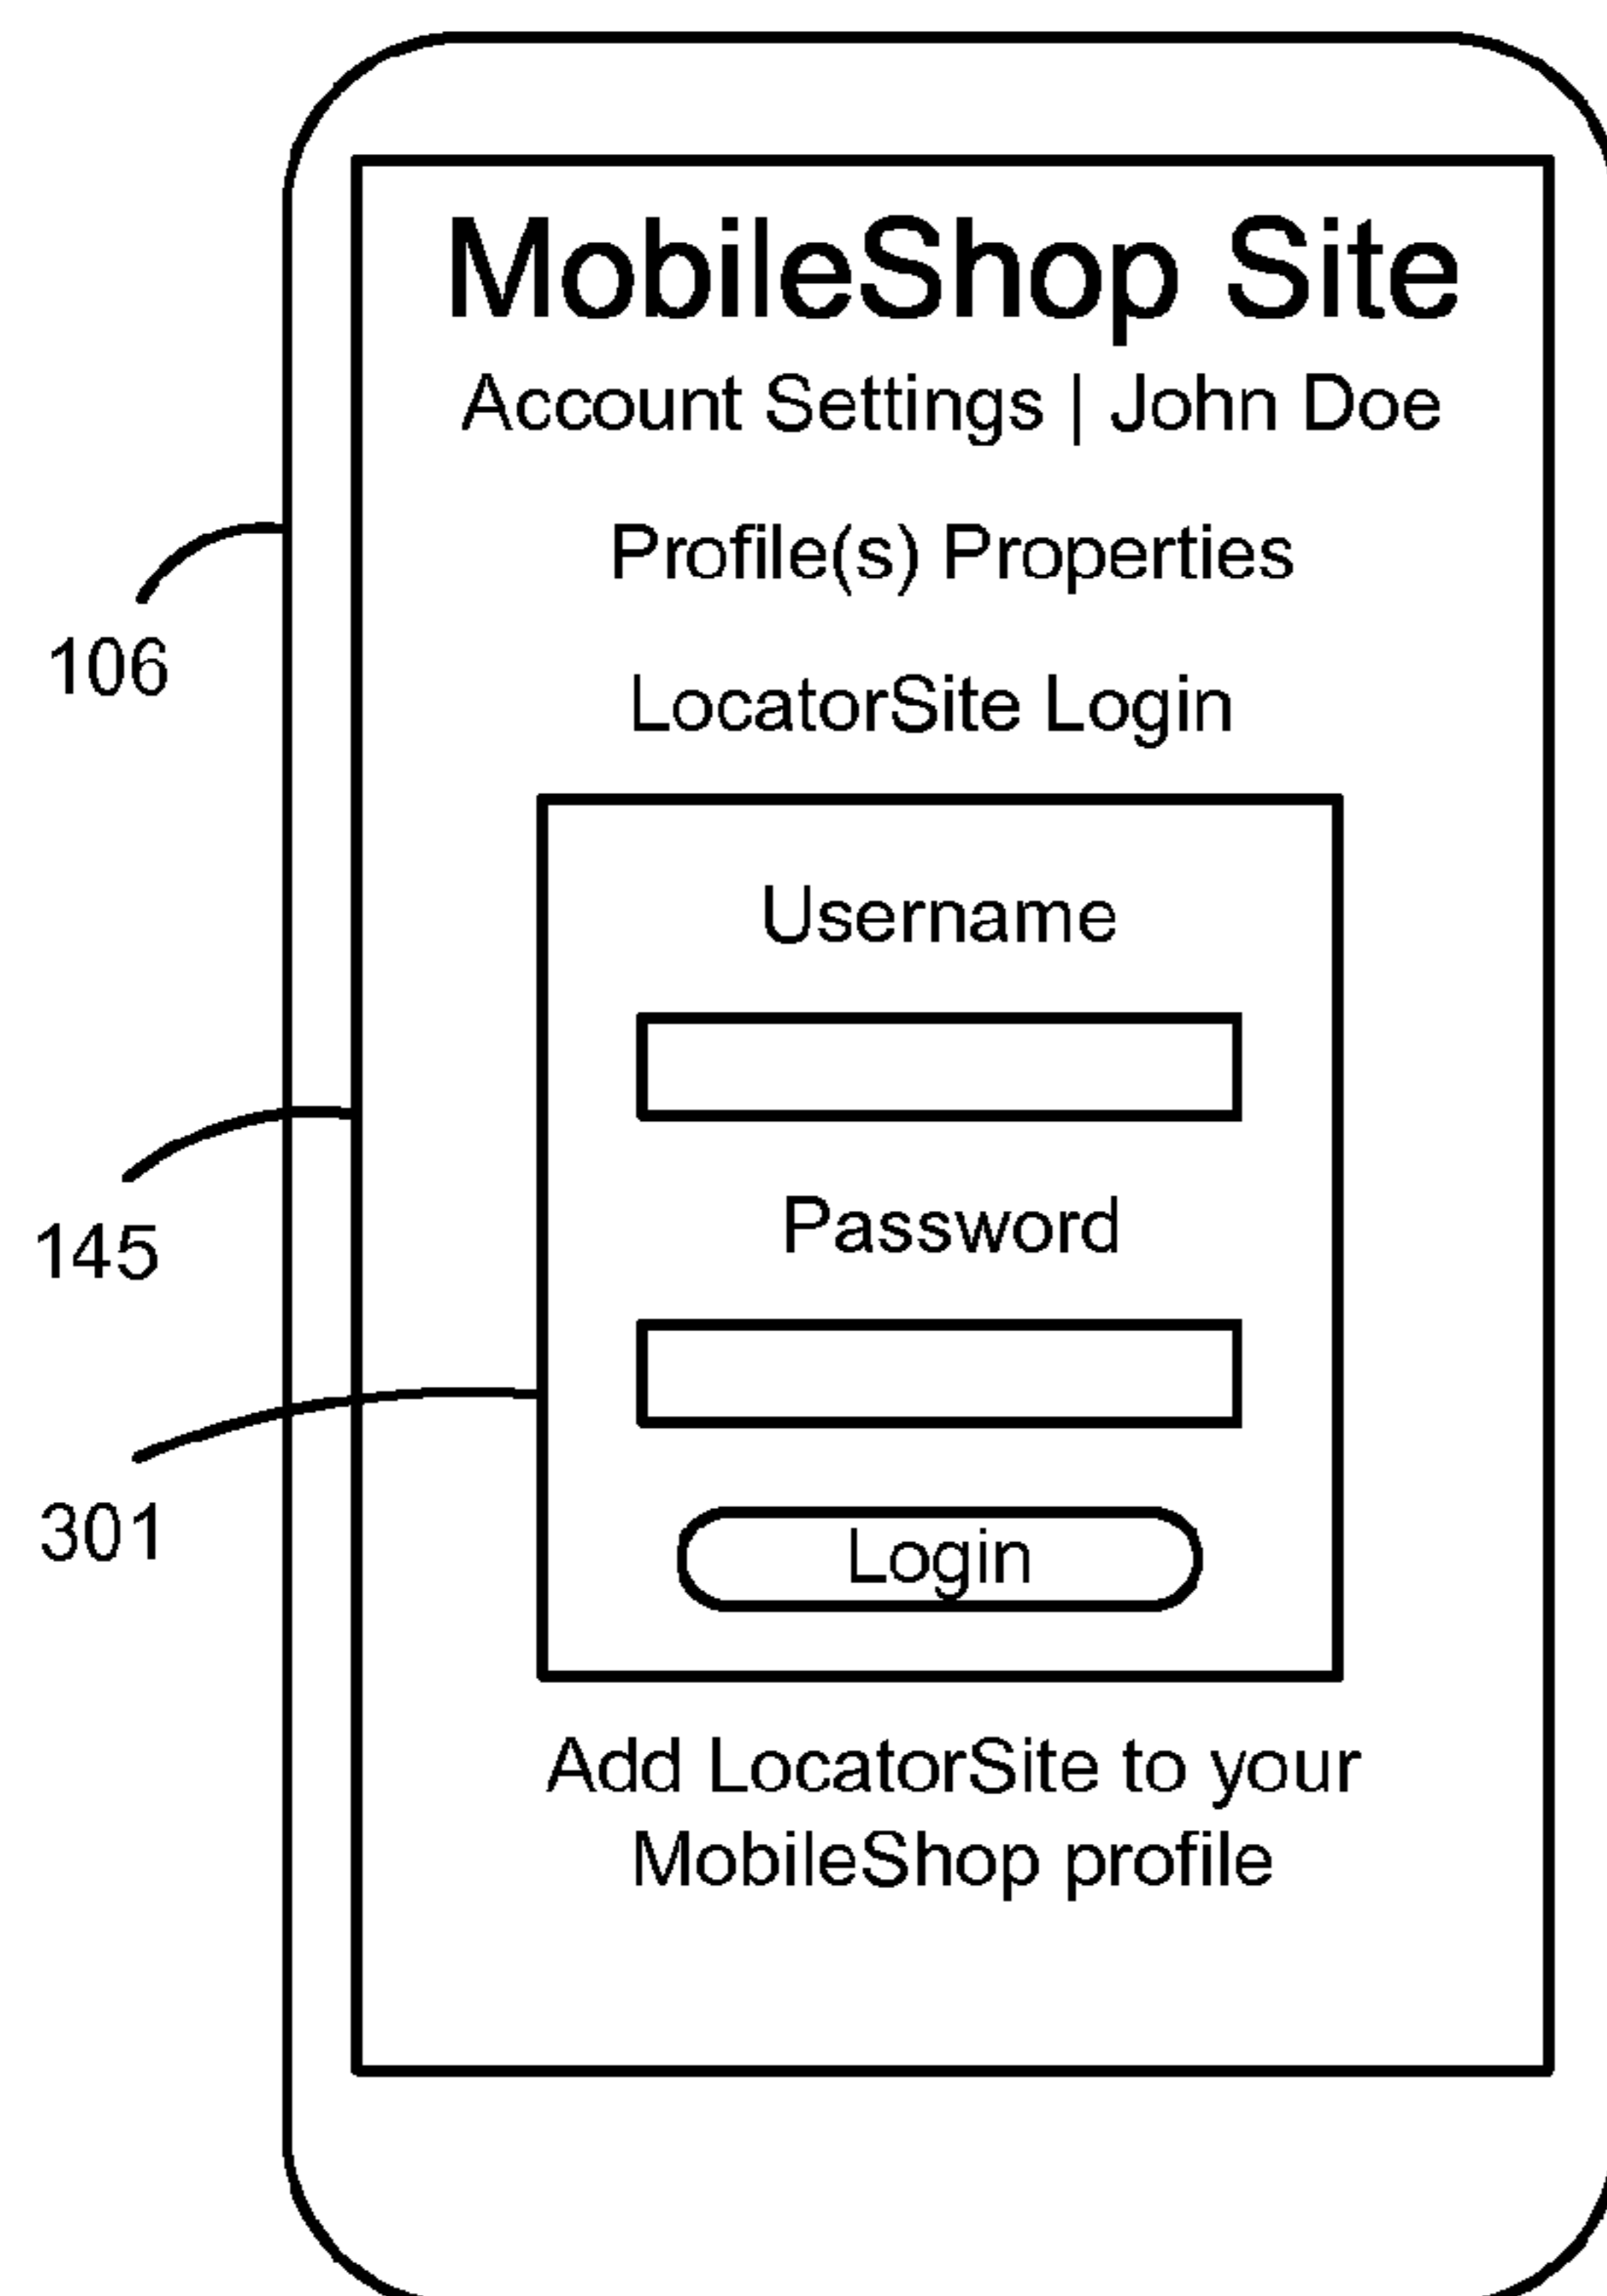 MobileShop Site
Account Settings | John Doe
Profile(s) Properties
106
LocatorSite Login
Username
145
Password
301
Login
Add LocatorSite to your
MobileShop profile